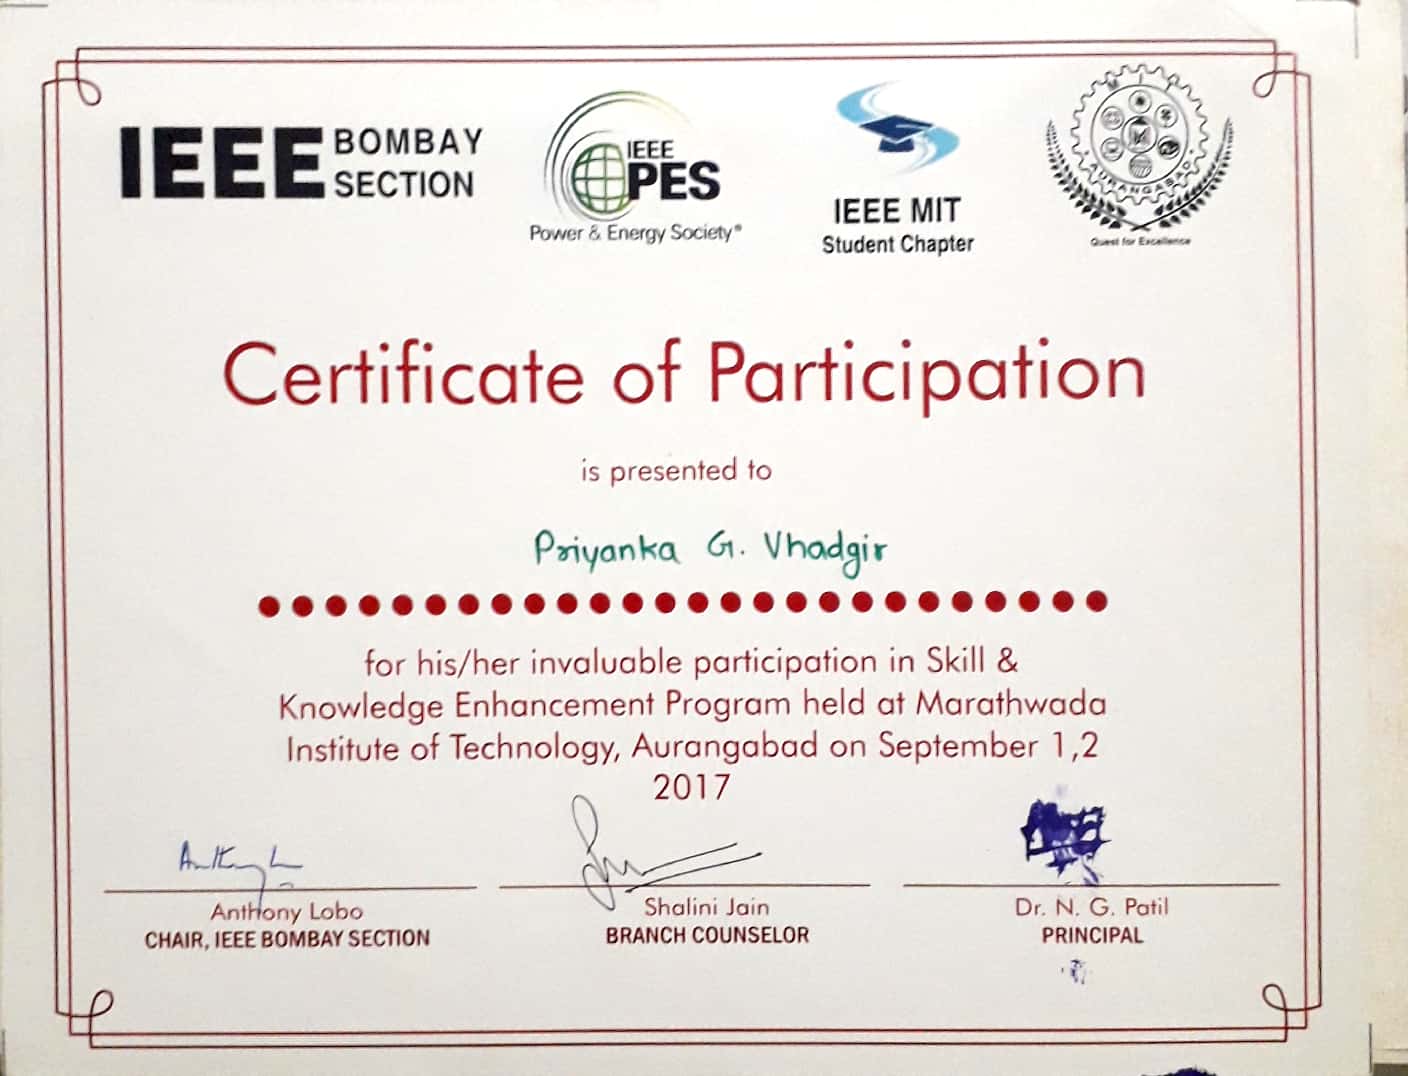 IEEE BOMBAY SECTION
IEEE PES
Power & Energy Society®
IEEE MIT
Student Chapter
MIT
AURANGABAD
Quest for Excellence
Certificate of Participation
is presented to
Priyanka G. Vhadgir
for his/her invaluable participation in Skill &
Knowledge Enhancement Program held at Marathwada
Institute of Technology, Aurangabad on September 1,2
2017
Anthony Lobo
CHAIR, IEEE BOMBAY SECTION
Shalini Jain
BRANCH COUNSELOR
Dr. N. G. Patil
PRINCIPAL